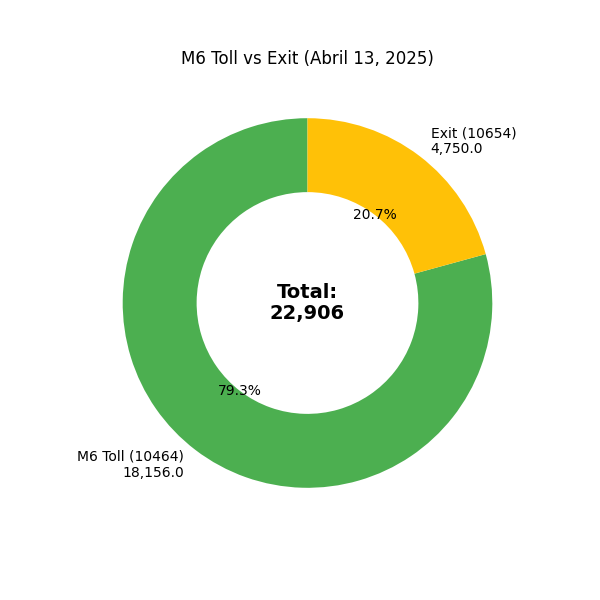 M6 Toll vs Exit (Abril 13, 2025)
Exit (10654)
4,750.0
20.7%
Total:
22,906
79.3%
M6 Toll (10464)
18,156.0